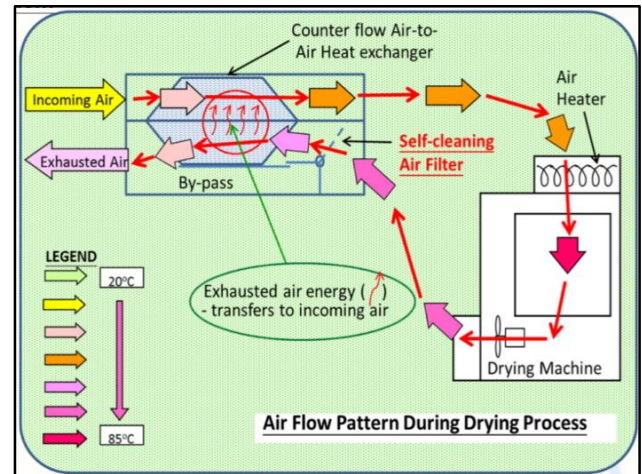 Counter flow Air-to-
Air Heat exchanger
Air
Heater
Incoming Air
Exhausted Air
Self-cleaning
Air Filter
By-pass
LEGEND
20°C
85°C
Exhausted air energy ( )
- transfers to incoming air
Drying Machine
Air Flow Pattern During Drying Process